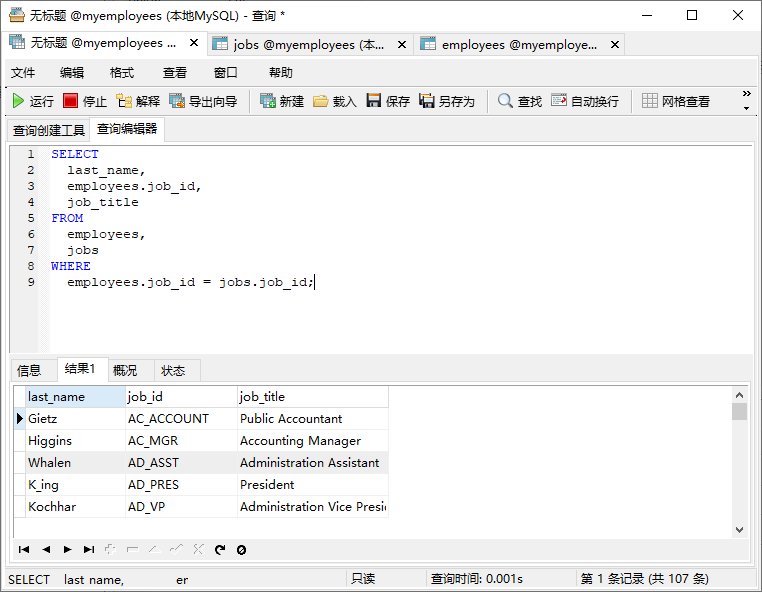 无标题 @myemployees (本地MySQL) - 查询 *
无标题 @myemployees ... jobs @myemployees (本... employees @myemploye...
文件 编辑 格式 查看 窗口 帮助
运行 停止 解释 导出向导 新建 载入 保存 另存为 查找 自动换行 网格查看
查询创建工具 查询编辑器
1 SELECT
2 last_name,
3 employees.job_id,
4 job_title
5 FROM
6 employees,
7 jobs
8 WHERE
9 employees.job_id = jobs.job_id;
信息 结果1 概况 状态
last_name job_id job_title
Gietz AC_ACCOUNT Public Accountant
Higgins AC_MGR Accounting Manager
Whalen AD_ASST Administration Assistant
K_ing AD_PRES President
Kochhar AD_VP Administration Vice Presi
SELECT last name, er 只读 查询时间: 0.001s 第 1 条记录 (共 107 条)